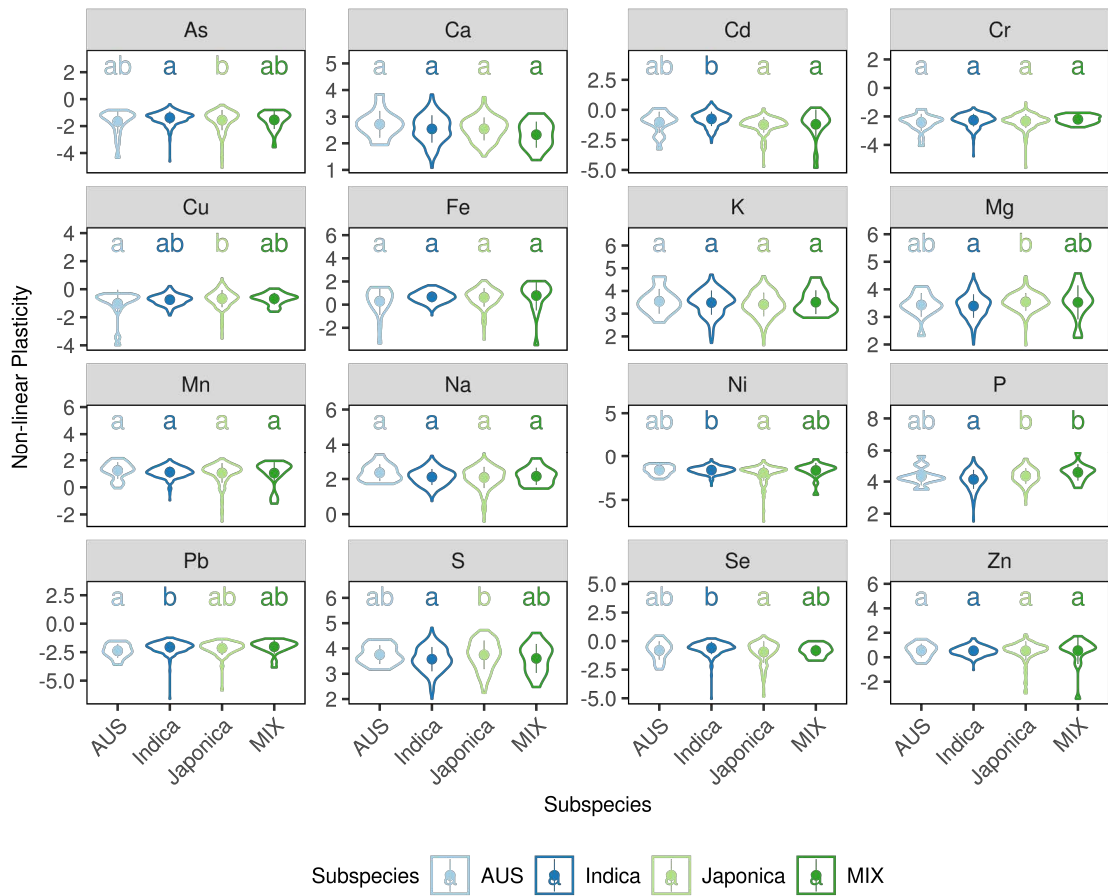 As Ca Cd Cr
ab a b ab a a a a ab b a a a a a a
2 0 -2 -4
5 4 3 2 1
2.5 0.0 -2.5 -5.0
2 0 -2 -4
Cu Fe K Mg
a ab b ab a a a a a a a a ab a b ab
4 2 0 -2 -4
6 4 2 0 -2
6 5 4 3 2
6 5 4 3 2
Mn Na Ni P
a a a a a a a a ab b a ab ab a b b
6 4 2 0 -2
6 4 2 0
5 0 -5
8 6 4 2
Pb S Se Zn
a b ab ab ab a b ab ab b a ab a a a a
2.5 0.0 -2.5 -5.0
6 5 4 3 2
5.0 2.5 0.0 -2.5 -5.0
6 4 2 0 -2
Non-linear Plasticity
AUS Indica Japonica MIX AUS Indica Japonica MIX AUS Indica Japonica MIX AUS Indica Japonica MIX
Subspecies
Subspecies a AUS a Indica a Japonica a MIX